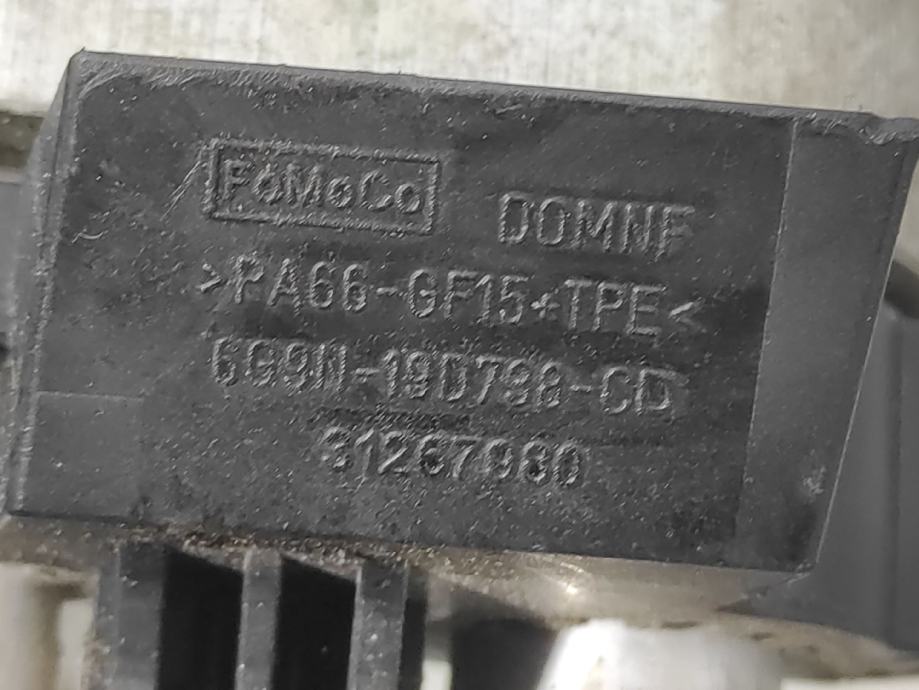 FoMoCo DOMNF
>PA66-GF15+TPE<
6G9N-19D798-CD
31267980